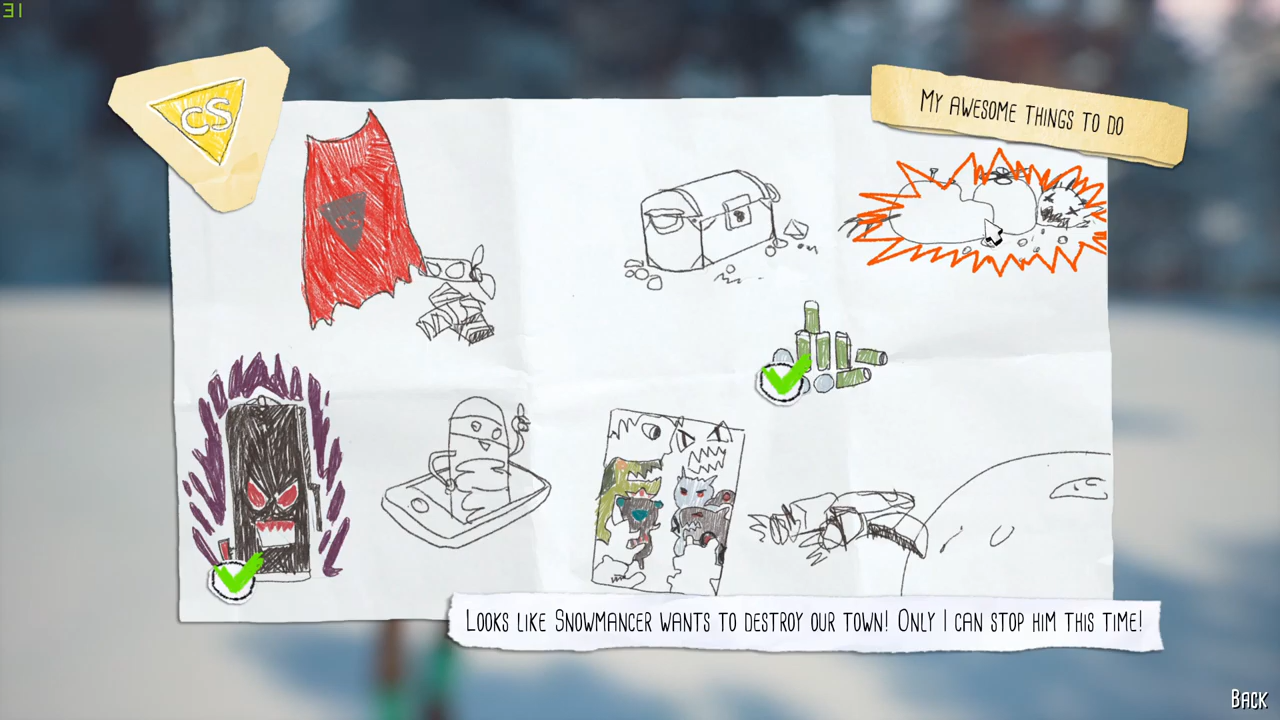 31
CS
My awesome things to do
Looks like Snowmancer wants to destroy our town! Only I can stop him this time!
Back